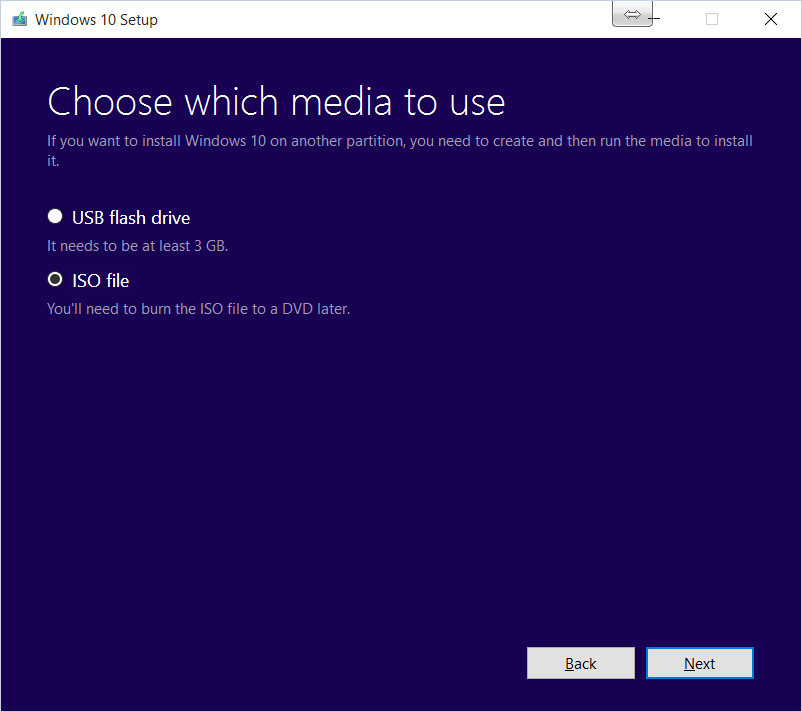 Windows 10 Setup
Choose which media to use
If you want to install Windows 10 on another partition, you need to create and then run the media to install
it.
USB flash drive
It needs to be at least 3 GB.
ISO file
You'll need to burn the ISO file to a DVD later.
Back
Next